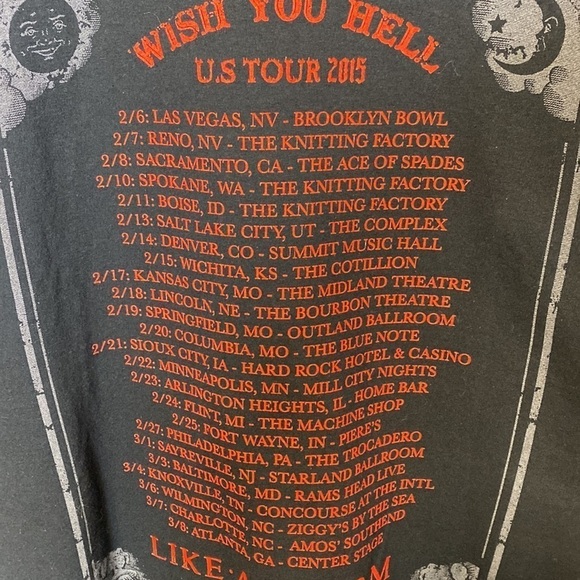 WISH YOU HELL
U.S TOUR 2015
2/6: LAS VEGAS, NV - BROOKLYN BOWL
2/7: RENO, NV - THE KNITTING FACTORY
2/8: SACRAMENTO, CA - THE ACE OF SPADES
2/10: SPOKANE, WA - THE KNITTING FACTORY
2/11: BOISE, ID - THE KNITTING FACTORY
2/13: SALT LAKE CITY, UT - THE COMPLEX
2/14: DENVER, CO - SUMMIT MUSIC HALL
2/15: WICHITA, KS - THE COTILLION
2/17: KANSAS CITY, MO - THE MIDLAND THEATRE
2/18: LINCOLN, NE - THE BOURBON THEATRE
2/19: SPRINGFIELD, MO - OUTLAND BALLROOM
2/20: COLUMBIA, MO - THE BLUE NOTE
2/21: SIOUX CITY, IA - HARD ROCK HOTEL & CASINO
2/22: MINNEAPOLIS, MN - MILL CITY NIGHTS
2/23: ARLINGTON HEIGHTS, IL - HOME BAR
2/24: FLINT, MI - THE MACHINE SHOP
2/25: FORT WAYNE, IN - PIERE'S
2/27: PHILADELPHIA, PA - THE TROCADERO
3/1: SAYREVILLE, NJ - STARLAND BALLROOM
3/3: BALTIMORE, MD - RAMS HEAD LIVE
3/4: KNOXVILLE, TN - CONCOURSE AT THE INTL
3/6: WILMINGTON, NC - ZIGGY'S BY THE SEA
3/7: CHARLOTTE, NC - AMOS' SOUTHEND
3/8: ATLANTA, GA - CENTER STAGE
LIKE